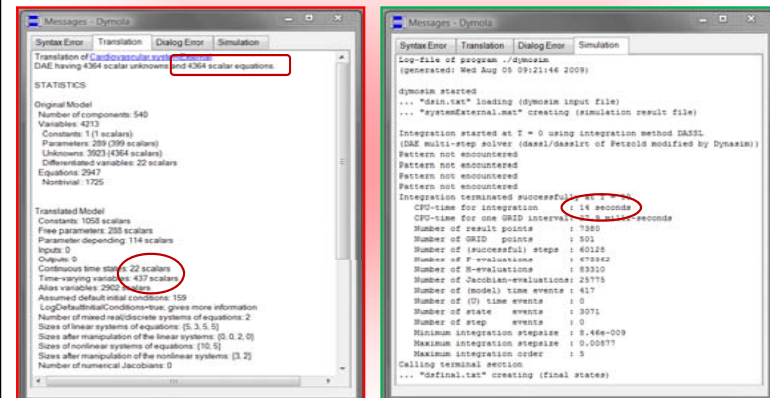 Messages - Dymola
Syntax Error Translation Dialog Error Simulation
Translation of Cardiovascular.systemExternal
DAE having 4364 scalar unknowns and 4364 scalar equations.
STATISTICS
Original Model
Number of components: 540
Variables: 4213
Constants: 1 (1 scalars)
Parameters: 289 (399 scalars)
Unknowns: 3923 (4364 scalars)
Differentiated variables: 22 scalars
Equations: 2947
Nontrivial : 1725
Translated Model
Constants: 1058 scalars
Free parameters: 288 scalars
Parameter depending: 114 scalars
Inputs: 0
Outputs: 0
Continuous time states: 22 scalars
Time-varying variables: 437 scalars
Alias variables: 2902 scalars
Assumed default initial conditions: 159
LogDefaultInitialConditions=true; gives more information
Number of mixed real/discrete systems of equations: 2
Sizes of linear systems of equations: {5, 3, 5, 5}
Sizes after manipulation of the linear systems: {0, 0, 2, 0}
Sizes of nonlinear systems of equations: {10, 5}
Sizes after manipulation of the nonlinear systems: {3, 2}
Number of numerical Jacobians: 0
Messages - Dymola
Syntax Error Translation Dialog Error Simulation
Log-file of program ./dymosim
(generated: Wed Aug 05 09:21:46 2009)
dymosim started
... "dsin.txt" loading (dymosim input file)
... "systemExternal.mat" creating (simulation result file)
Integration started at T = 0 using integration method DASSL
(DAE multi-step solver (dassl/dasslrt of Petzold modified by Dynasim))
Pattern not encountered
Pattern not encountered
Pattern not encountered
Pattern not encountered
Integration terminated successfully at T =
CPU-time for integration : 14 seconds
CPU-time for one GRID interval: milli-seconds
Number of result points : 7380
Number of GRID points : 501
Number of (successful) steps : 60128
Number of F-evaluations :
Number of H-evaluations : 83310
Number of Jacobian-evaluations: 25775
Number of (model) time events : 417
Number of (U) time events : 0
Number of state events : 3071
Number of step events : 0
Minimum integration stepsize : 8.46e-009
Maximum integration stepsize : 0.00877
Maximum integration order : 5
Calling terminal section
... "dsfinal.txt" creating (final states)